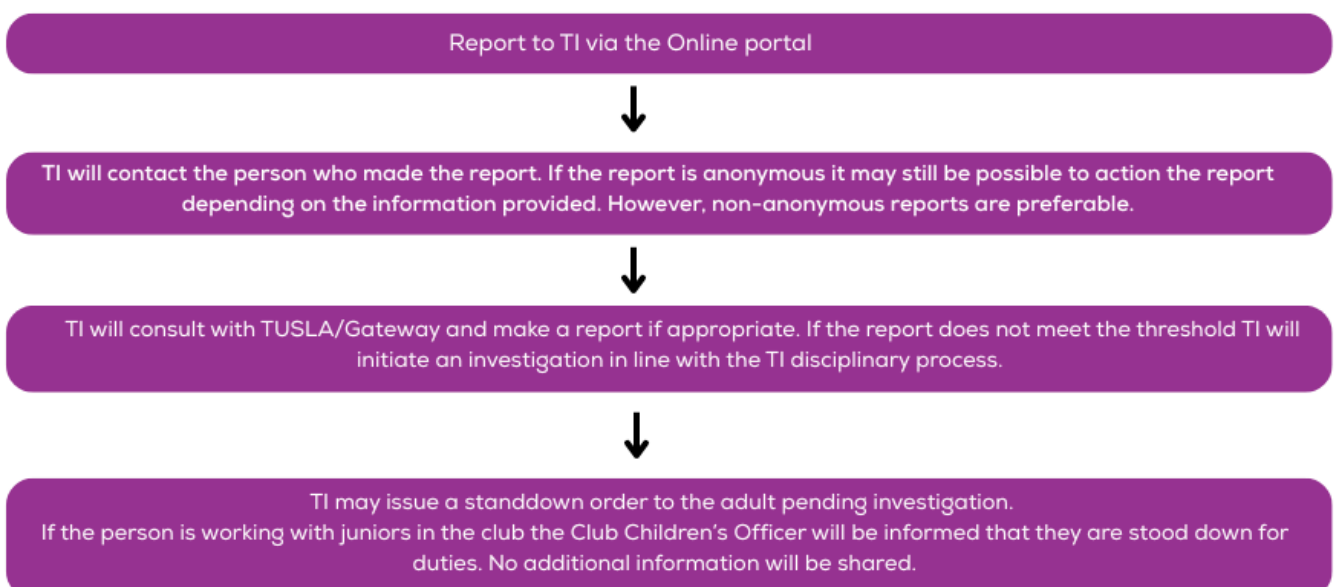 Report to TI via the Online portal
TI will contact the person who made the report. If the report is anonymous it may still be possible to action the report
depending on the information provided. However, non-anonymous reports are preferable.
TI will consult with TUSLA/Gateway and make a report if appropriate. If the report does not meet the threshold TI will
initiate an investigation in line with the TI disciplinary process.
TI may issue a standdown order to the adult pending investigation.
If the person is working with juniors in the club the Club Children's Officer will be informed that they are stood down for
duties. No additional information will be shared.